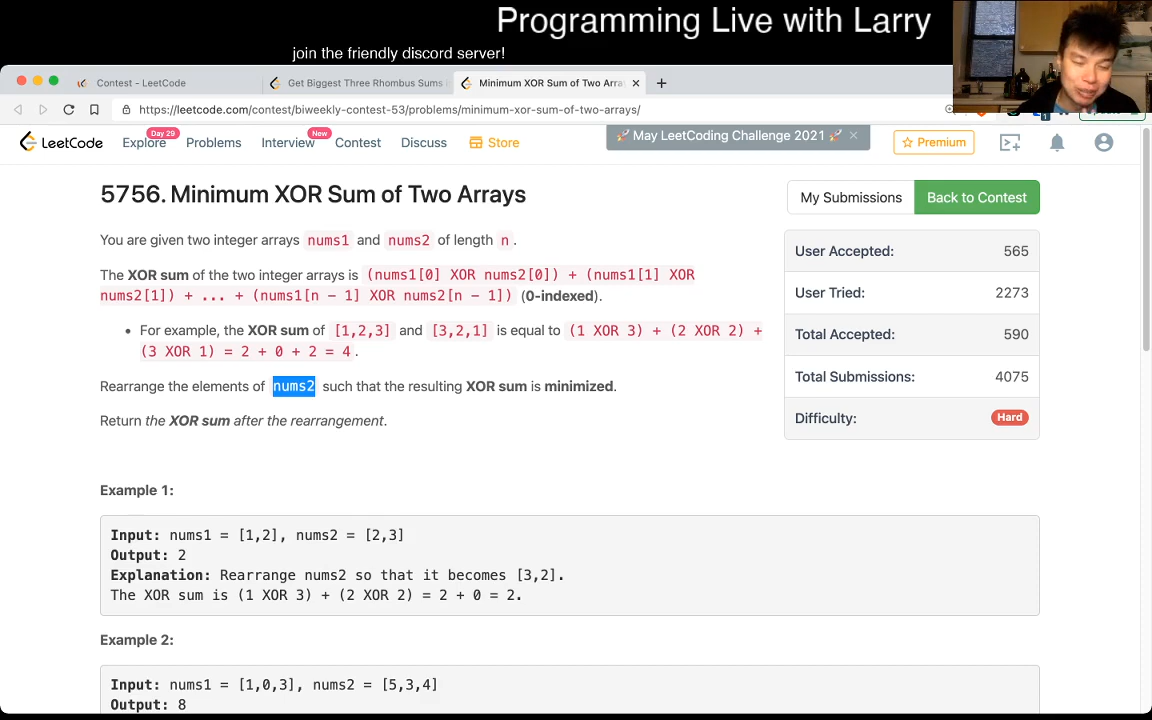 Programming Live with Larry
join the friendly discord server!
Contest - LeetCode
Get Biggest Three Rhombus Sums
Minimum XOR Sum of Two Arra
https://leetcode.com/contest/biweekly-contest-53/problems/minimum-xor-sum-of-two-arrays/
LeetCode
Explore
Day 29
Problems
Interview
New
Contest
Discuss
Store
🚀 May LeetCoding Challenge 2021 🚀
Premium
5756. Minimum XOR Sum of Two Arrays
My Submissions
Back to Contest
You are given two integer arrays nums1 and nums2 of length n .
The XOR sum of the two integer arrays is (nums1[0] XOR nums2[0]) + (nums1[1] XOR
nums2[1]) + ... + (nums1[n - 1] XOR nums2[n - 1]) (0-indexed).
• For example, the XOR sum of [1,2,3] and [3,2,1] is equal to (1 XOR 3) + (2 XOR 2) +
(3 XOR 1) = 2 + 0 + 2 = 4 .
Rearrange the elements of nums2 such that the resulting XOR sum is minimized.
Return the XOR sum after the rearrangement.
User Accepted: 565
User Tried: 2273
Total Accepted: 590
Total Submissions: 4075
Difficulty: Hard
Example 1:
Input: nums1 = [1,2], nums2 = [2,3]
Output: 2
Explanation: Rearrange nums2 so that it becomes [3,2].
The XOR sum is (1 XOR 3) + (2 XOR 2) = 2 + 0 = 2.
Example 2:
Input: nums1 = [1,0,3], nums2 = [5,3,4]
Output: 8